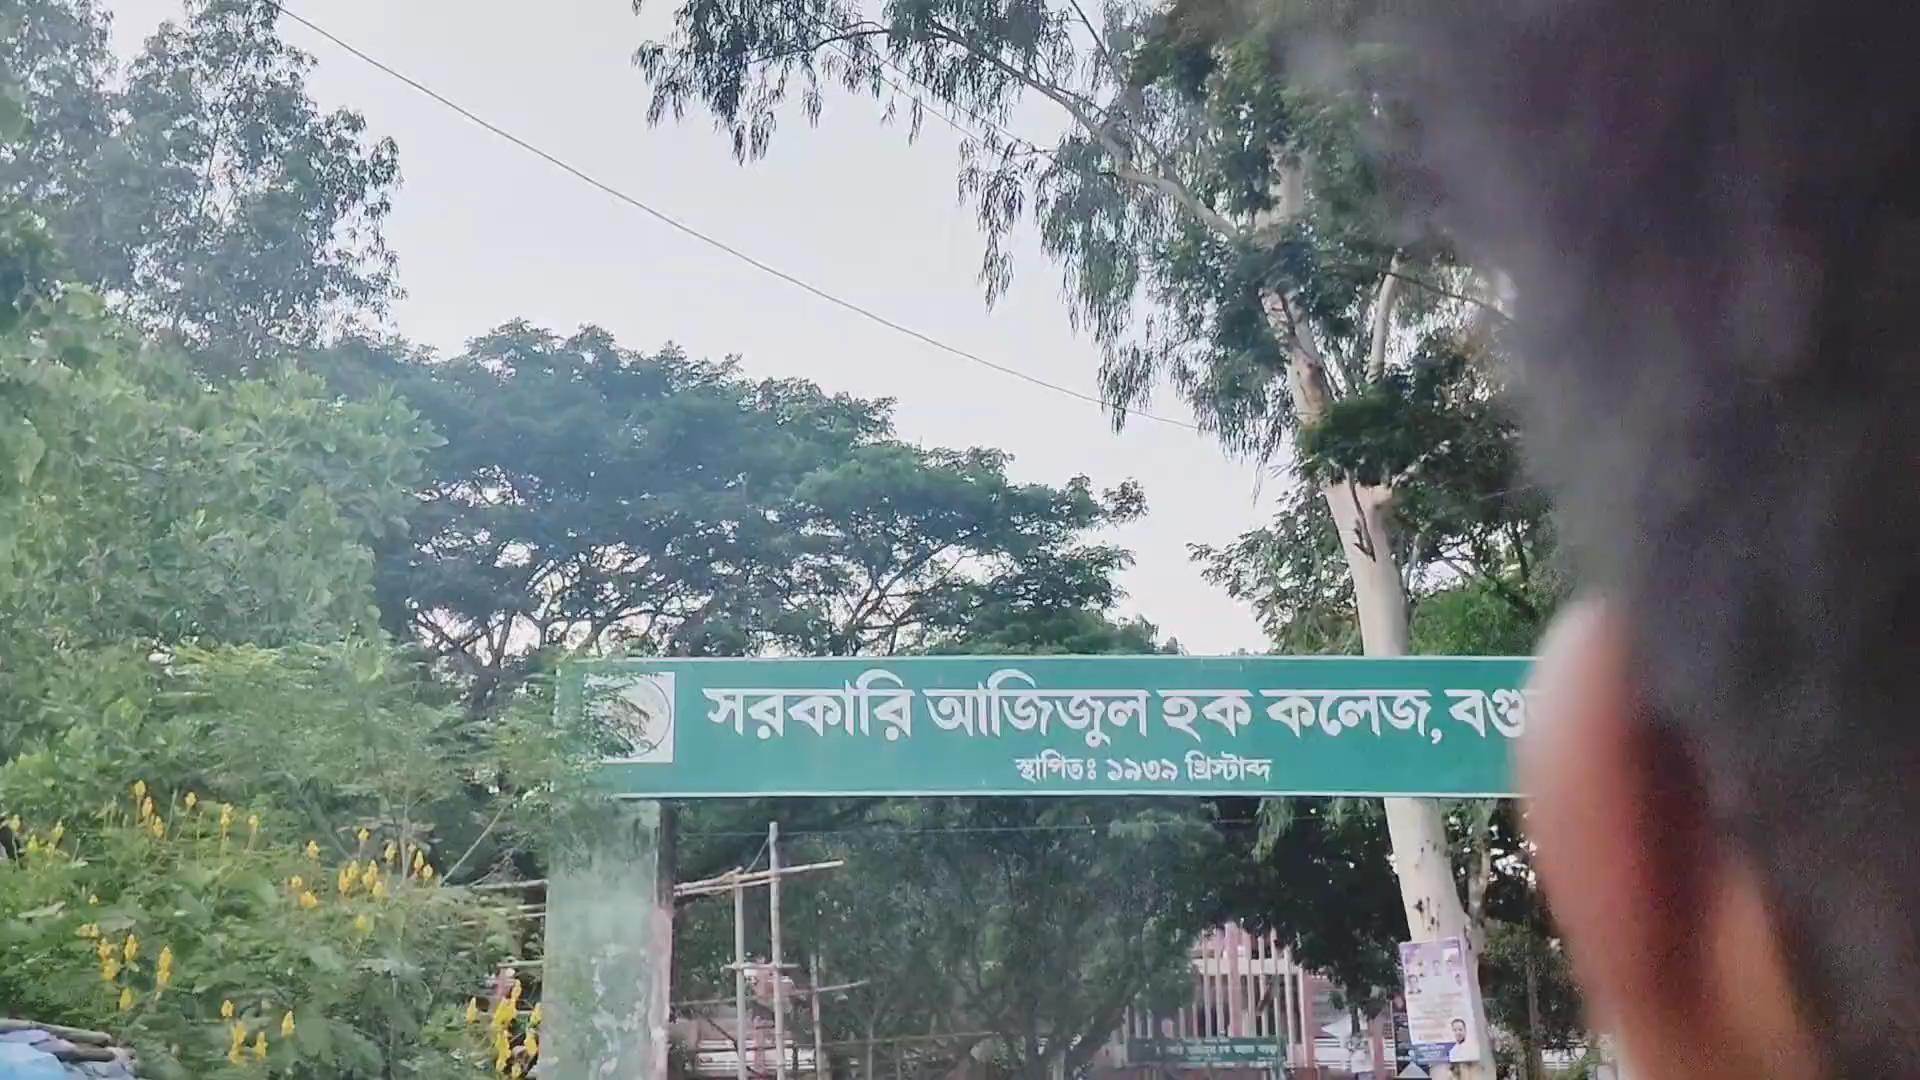 সরকারি আজিজুল হক কলেজ,
স্থাপিতঃ ১৯৩৯ খ্রিস্টাব্দ